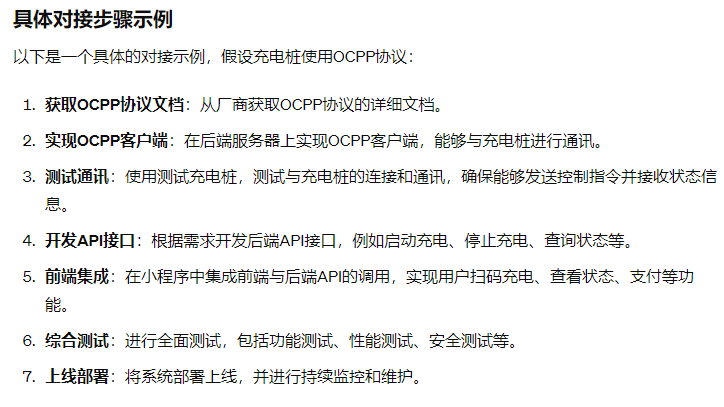 具体对接步骤示例
以下是一个具体的对接示例，假设充电桩使用OCPP协议：
1. 获取OCPP协议文档：从厂商获取OCPP协议的详细文档。
2. 实现OCPP客户端：在后端服务器上实现OCPP客户端，能够与充电桩进行通讯。
3. 测试通讯：使用测试充电桩，测试与充电桩的连接和通讯，确保能够发送控制指令并接收状态信
息。
4. 开发API接口：根据需求开发后端API接口，例如启动充电、停止充电、查询状态等。
5. 前端集成：在小程序中集成前端与后端API的调用，实现用户扫码充电、查看状态、支付等功
能。
6. 综合测试：进行全面测试，包括功能测试、性能测试、安全测试等。
7. 上线部署：将系统部署上线，并进行持续监控和维护。